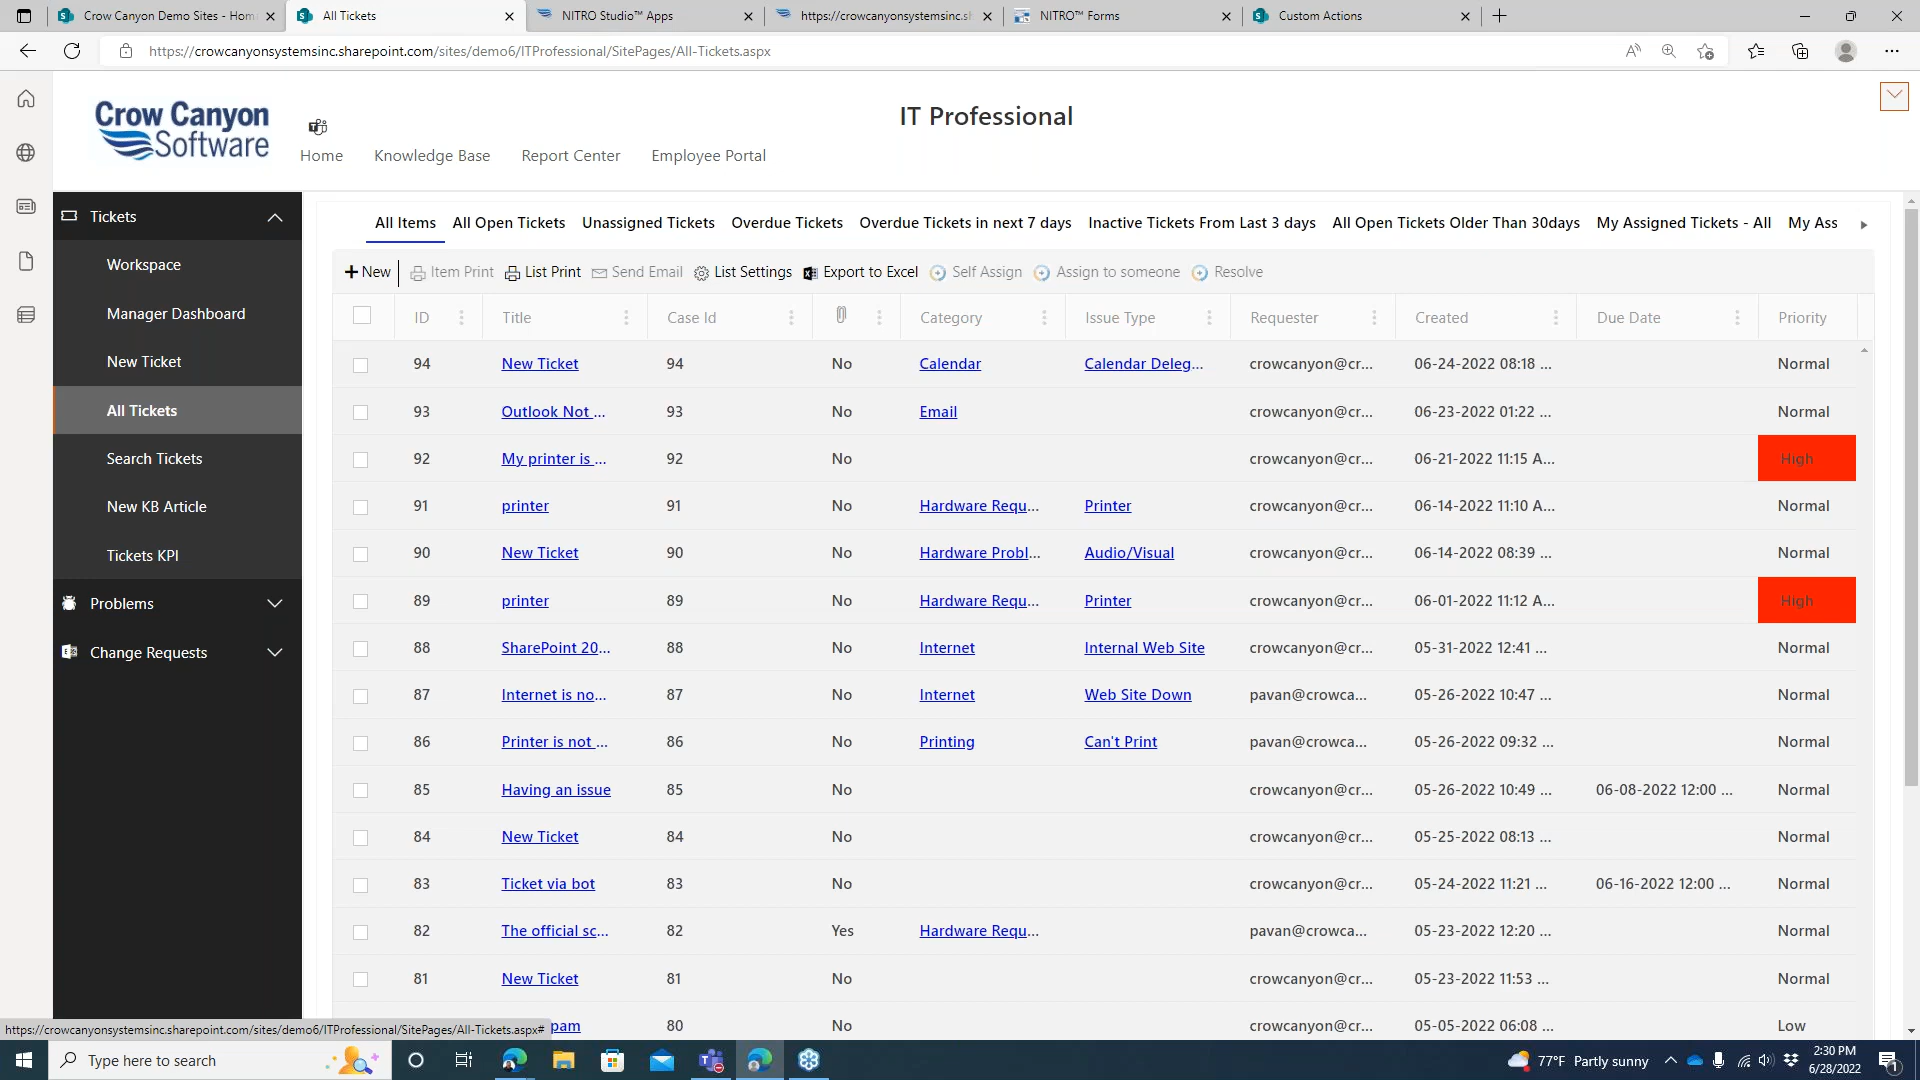 Crow Canyon Demo Sites - Hom
All Tickets
NITRO Studio™ Apps
https://crowcanyonsystemsinc.sh
NITRO™ Forms
Custom Actions
https://crowcanyonsystemsinc.sharepoint.com/sites/demo6/ITProfessional/SitePages/All-Tickets.aspx
Crow Canyon
Software
IT Professional
Home
Knowledge Base
Report Center
Employee Portal
Tickets
Workspace
Manager Dashboard
New Ticket
All Tickets
Search Tickets
New KB Article
Tickets KPI
Problems
Change Requests
All Items
All Open Tickets
Unassigned Tickets
Overdue Tickets
Overdue Tickets in next 7 days
Inactive Tickets From Last 3 days
All Open Tickets Older Than 30days
My Assigned Tickets - All
My Ass
New
Item Print
List Print
Send Email
List Settings
Export to Excel
Self Assign
Assign to someone
Resolve
ID Title Case Id Category Issue Type Requester Created Due Date Priority
94 New Ticket 94 No Calendar Calendar Deleg... crowcanyon@cr... 06-24-2022 08:18 ... Normal
93 Outlook Not ... 93 No Email crowcanyon@cr... 06-23-2022 01:22 ... Normal
92 My printer is ... 92 No crowcanyon@cr... 06-21-2022 11:15 A... High
91 printer 91 No Hardware Requ... Printer crowcanyon@cr... 06-14-2022 11:10 A... Normal
90 New Ticket 90 No Hardware Probl... Audio/Visual crowcanyon@cr... 06-14-2022 08:39 ... Normal
89 printer 89 No Hardware Requ... Printer crowcanyon@cr... 06-01-2022 11:12 A... High
88 SharePoint 20... 88 No Internet Internal Web Site crowcanyon@cr... 05-31-2022 12:41 ... Normal
87 Internet is no... 87 No Internet Web Site Down pavan@crowca... 05-26-2022 10:47 ... Normal
86 Printer is not ... 86 No Printing Can't Print pavan@crowca... 05-26-2022 09:32 ... Normal
85 Having an issue 85 No crowcanyon@cr... 05-26-2022 10:49 ... 06-08-2022 12:00 ... Normal
84 New Ticket 84 No crowcanyon@cr... 05-25-2022 08:13 ... Normal
83 Ticket via bot 83 No crowcanyon@cr... 05-24-2022 11:21 ... 06-16-2022 12:00 ... Normal
82 The official sc... 82 Yes Hardware Requ... pavan@crowca... 05-23-2022 12:20 ... Normal
81 New Ticket 81 No crowcanyon@cr... 05-23-2022 11:53 ... Normal
pam 80 No crowcanyon@cr... 05-05-2022 06:08 ... Low
https://crowcanyonsystemsinc.sharepoint.com/sites/demo6/ITProfessional/SitePages/All-Tickets.aspx#
Type here to search
77°F Partly sunny
2:30 PM
6/28/2022
1